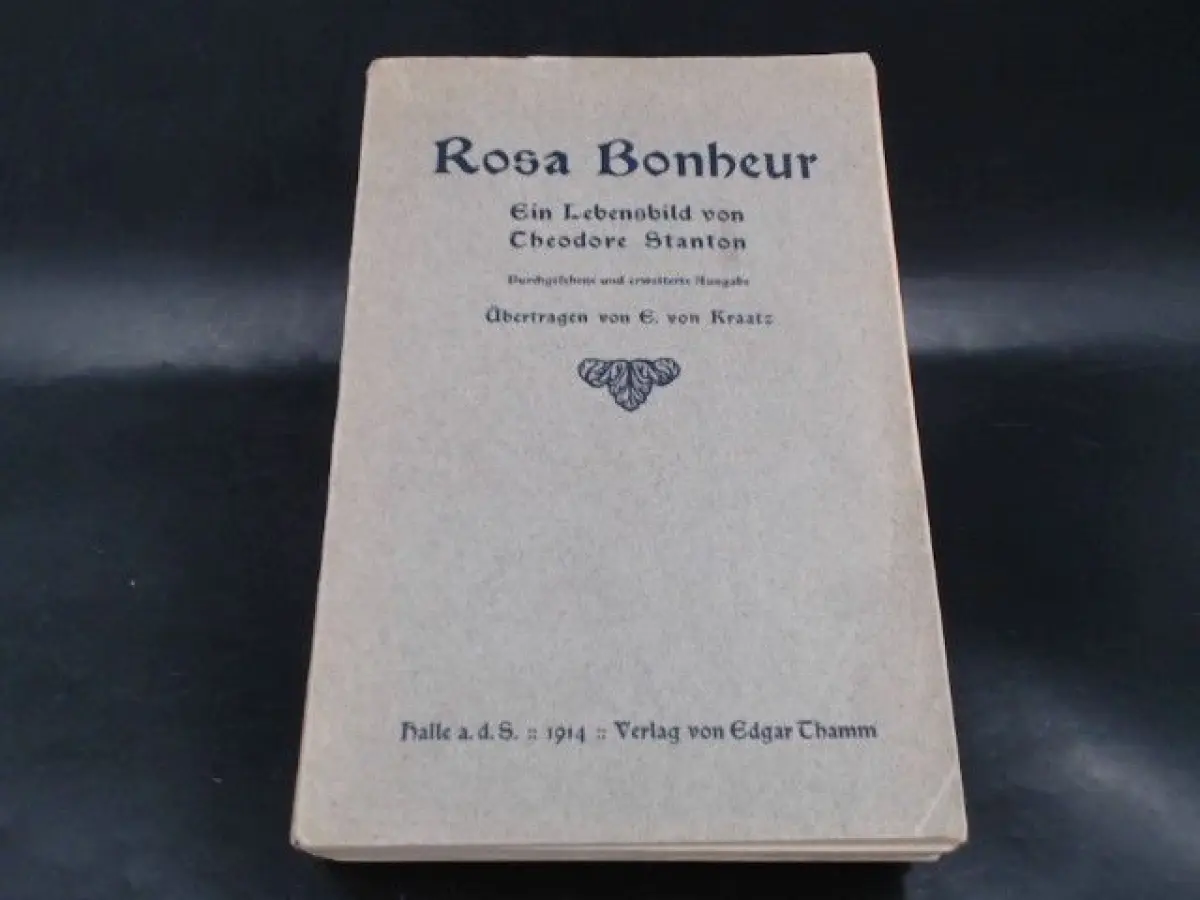 Rosa Bonheur
Ein Lebensbild von
Theodore Stanton
Durchgesehene und erweiterte Ausgabe
Übertragen von E. von Kraatz
Halle a. d. S. :: 1914 :: Verlag von Edgar Thamm